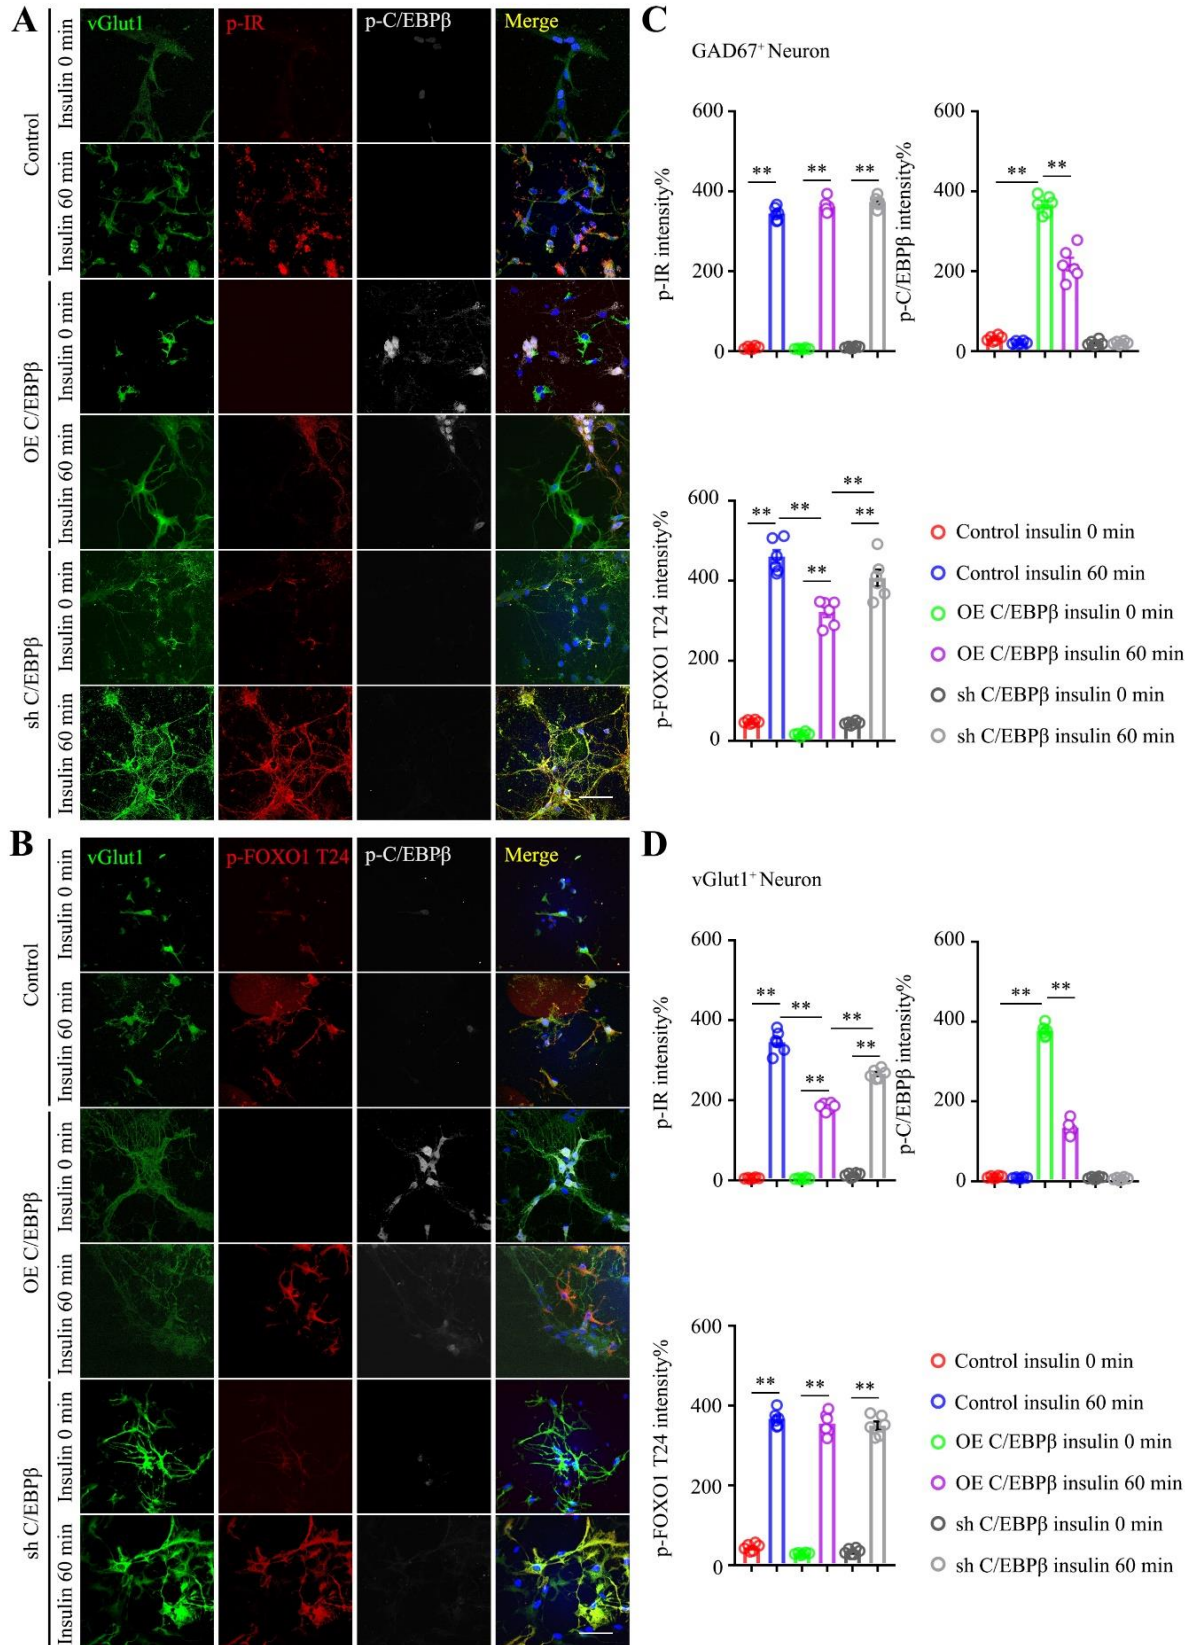 A
vGlut1 p-IR p-C/EBPβ Merge
Control
Insulin 0 min
Insulin 60 min
OE C/EBPβ
Insulin 0 min
Insulin 60 min
sh C/EBPβ
Insulin 0 min
Insulin 60 min
B
vGlut1 p-FOXO1 T24 p-C/EBPβ Merge
Control
Insulin 0 min
Insulin 60 min
OE C/EBPβ
Insulin 0 min
Insulin 60 min
sh C/EBPβ
Insulin 0 min
Insulin 60 min
C
GAD67⁺ Neuron
p-IR intensity%
600
400
200
0
** ** **
p-C/EBPβ intensity%
600
400
200
0
** **
p-FOXO1 T24 intensity%
600
400
200
0
**
** ** **
**
Control insulin 0 min
Control insulin 60 min
OE C/EBPβ insulin 0 min
OE C/EBPβ insulin 60 min
sh C/EBPβ insulin 0 min
sh C/EBPβ insulin 60 min
D
vGlut1⁺ Neuron
p-IR intensity%
600
400
200
0
**
** **
**
**
p-C/EBPβ intensity%
600
400
200
0
** **
p-FOXO1 T24 intensity%
600
400
200
0
** ** **
Control insulin 0 min
Control insulin 60 min
OE C/EBPβ insulin 0 min
OE C/EBPβ insulin 60 min
sh C/EBPβ insulin 0 min
sh C/EBPβ insulin 60 min